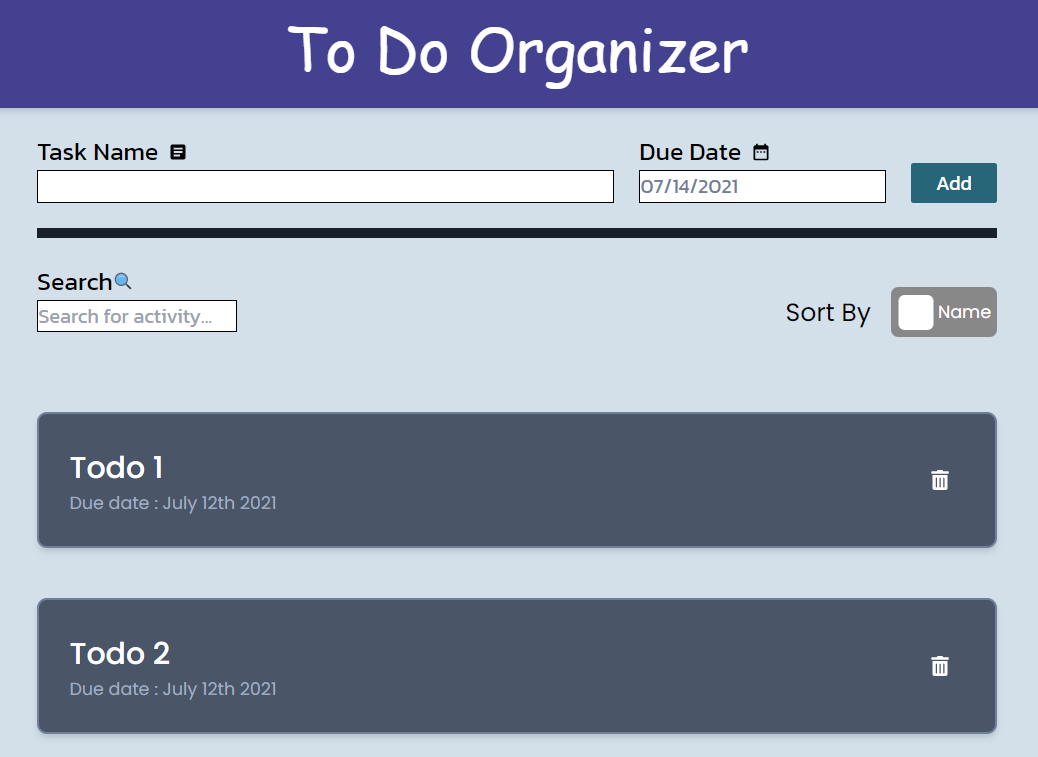 To Do Organizer
Task Name
Due Date
07/14/2021
Add
Search
Search for activity...
Sort By
Name
Todo 1
Due date : July 12th 2021
Todo 2
Due date : July 12th 2021